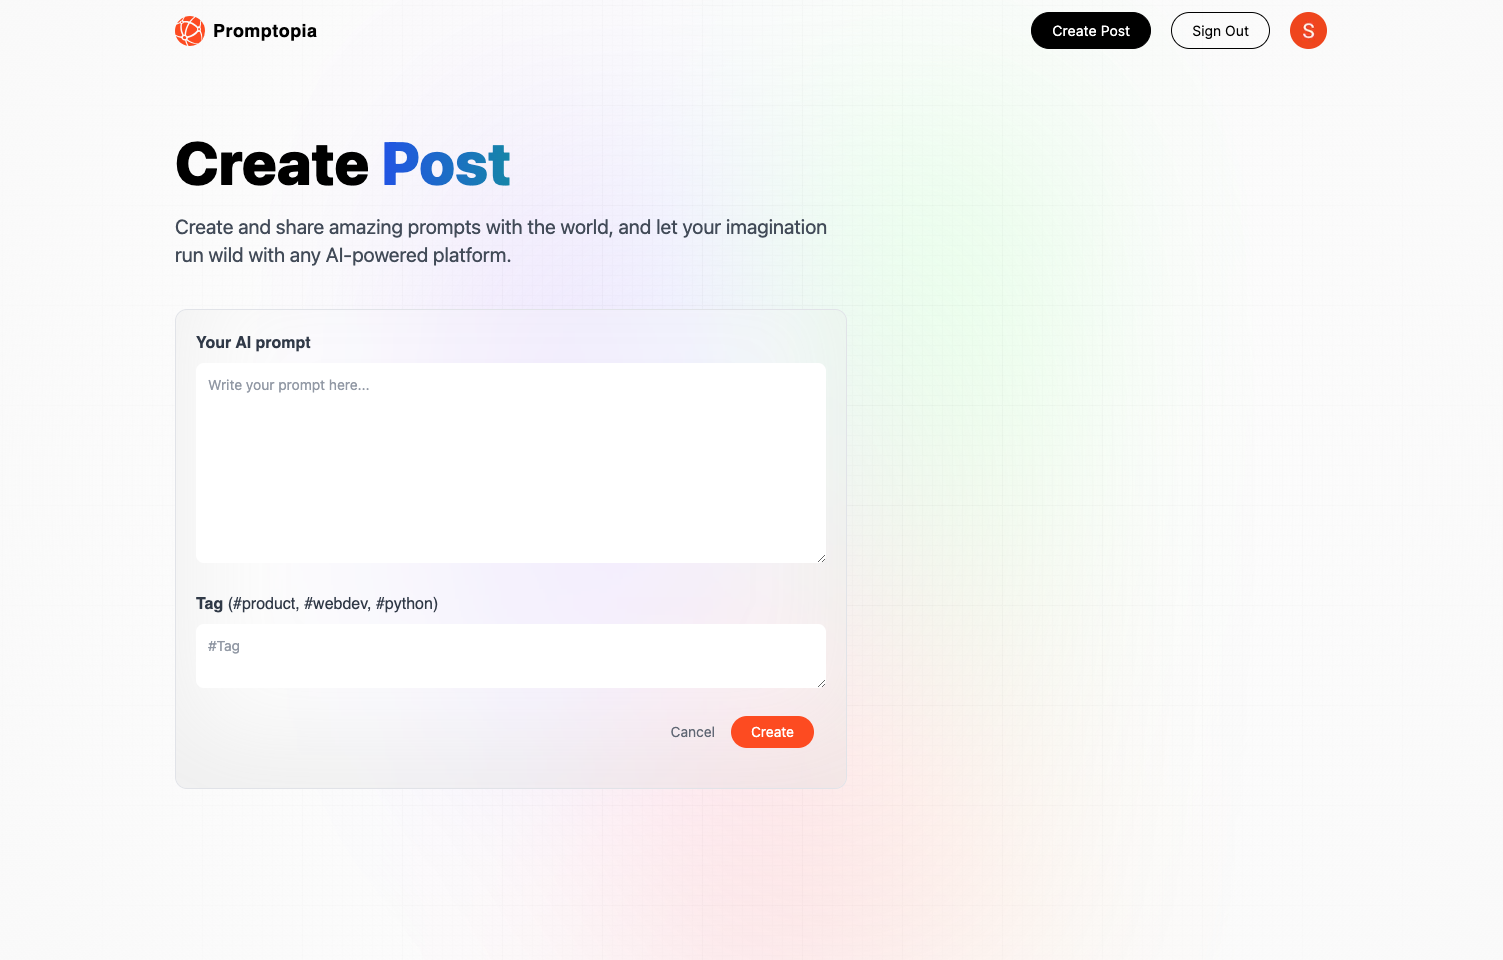 Promptopia
Create Post
Sign Out
S
Create Post
Create and share amazing prompts with the world, and let your imagination
run wild with any AI-powered platform.
Your AI prompt
Write your prompt here...
Tag (#product, #webdev, #python)
#Tag
Cancel
Create